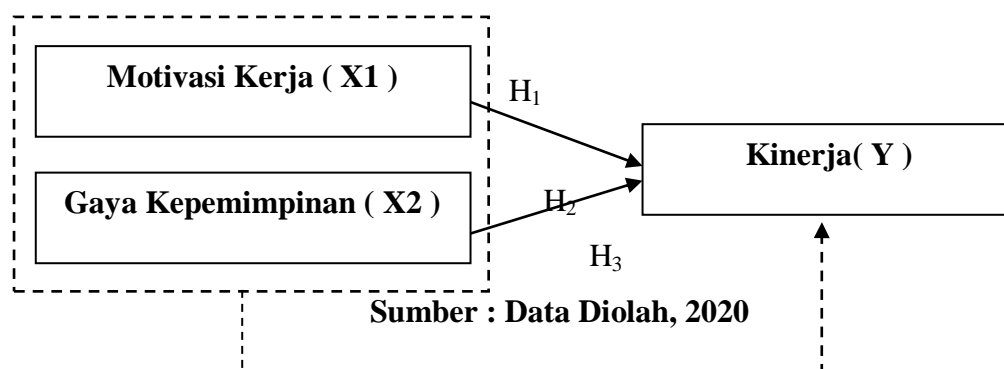 Motivasi Kerja ( X1 )
H₁
Kinerja( Y )
Gaya Kepemimpinan ( X2 )
H₂
H₃
Sumber : Data Diolah, 2020